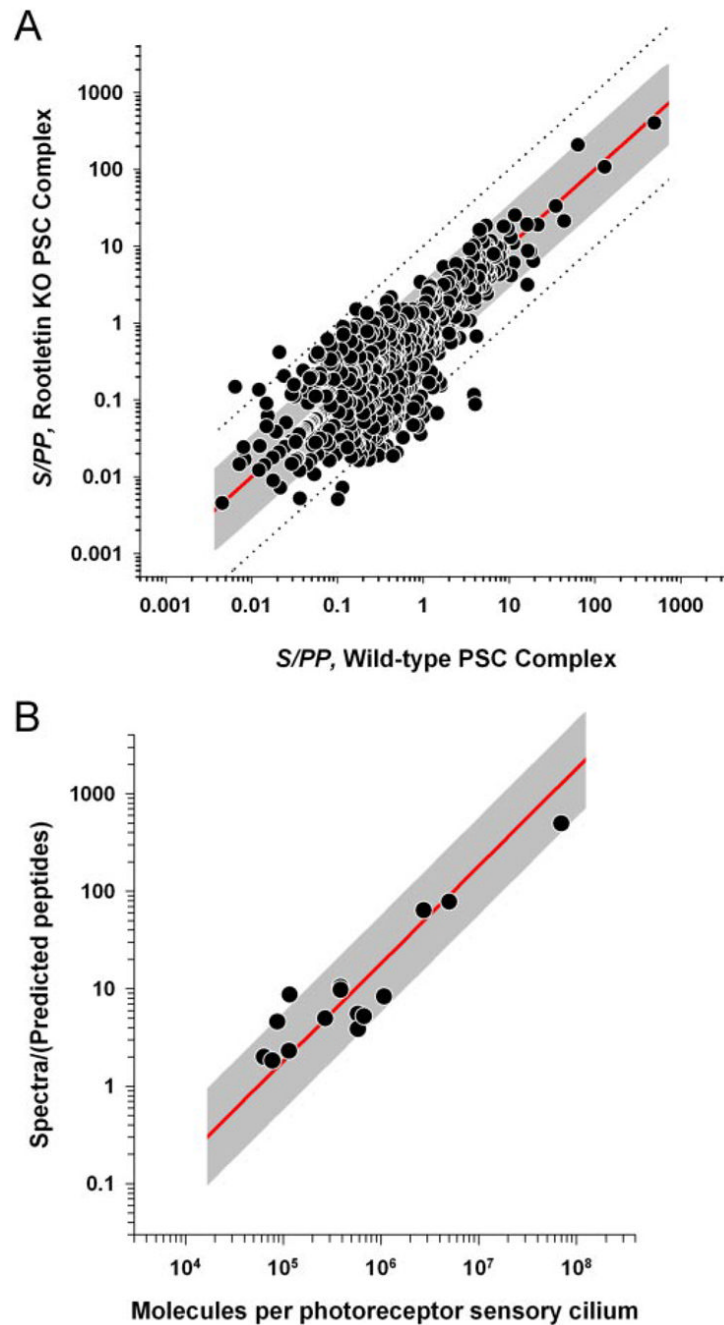 A
S/PP, Rootletin KO PSC Complex
1000
100
10
1
0.1
0.01
0.001
0.001 0.01 0.1 1 10 100 1000
S/PP, Wild-type PSC Complex
B
Spectra/(Predicted peptides)
1000
100
10
1
0.1
10⁴ 10⁵ 10⁶ 10⁷ 10⁸
Molecules per photoreceptor sensory cilium